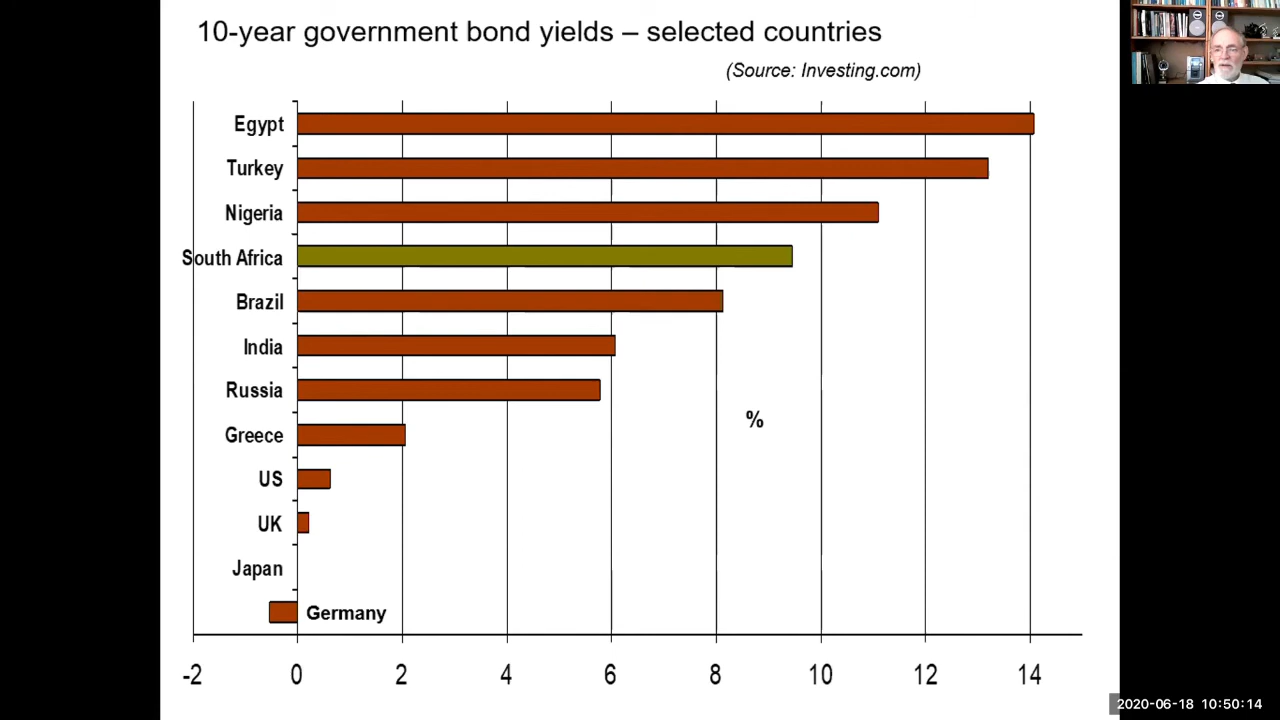 10-year government bond yields – selected countries
(Source: Investing.com)
Egypt
Turkey
Nigeria
South Africa
Brazil
India
Russia
%
Greece
US
UK
Japan
Germany
-2 0 2 4 6 8 10 12 14
2020-06-18 10:50:14